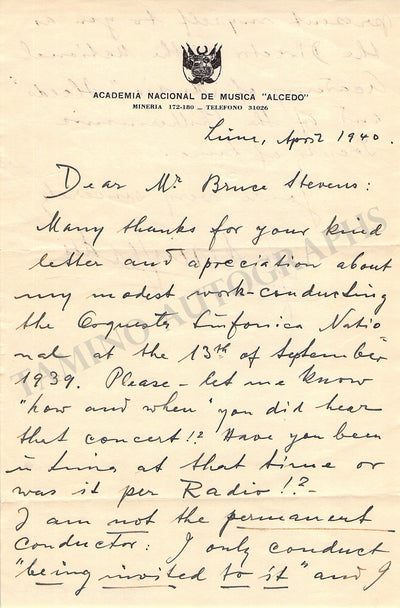 ACADEMIA NACIONAL DE MUSICA "ALCEDO"
MINERIA 172-180 — TELEFONO 31026
Lima, April 1940.
Dear Mr Bruce Stevens:
Many thanks for your kind
letter and apreciation about
my modest work-conducting
the Orquesta Sinfonica Natio
nal at the 13th of September
1939. Please - let me know
"how and when" you did hear
that concert!? Have you been
in Lima at that time or
was it per Radio!?-
I am not the permanent
conductor: I only conduct
"being invited to it" and I
TAMINO AUTOGRAPHS